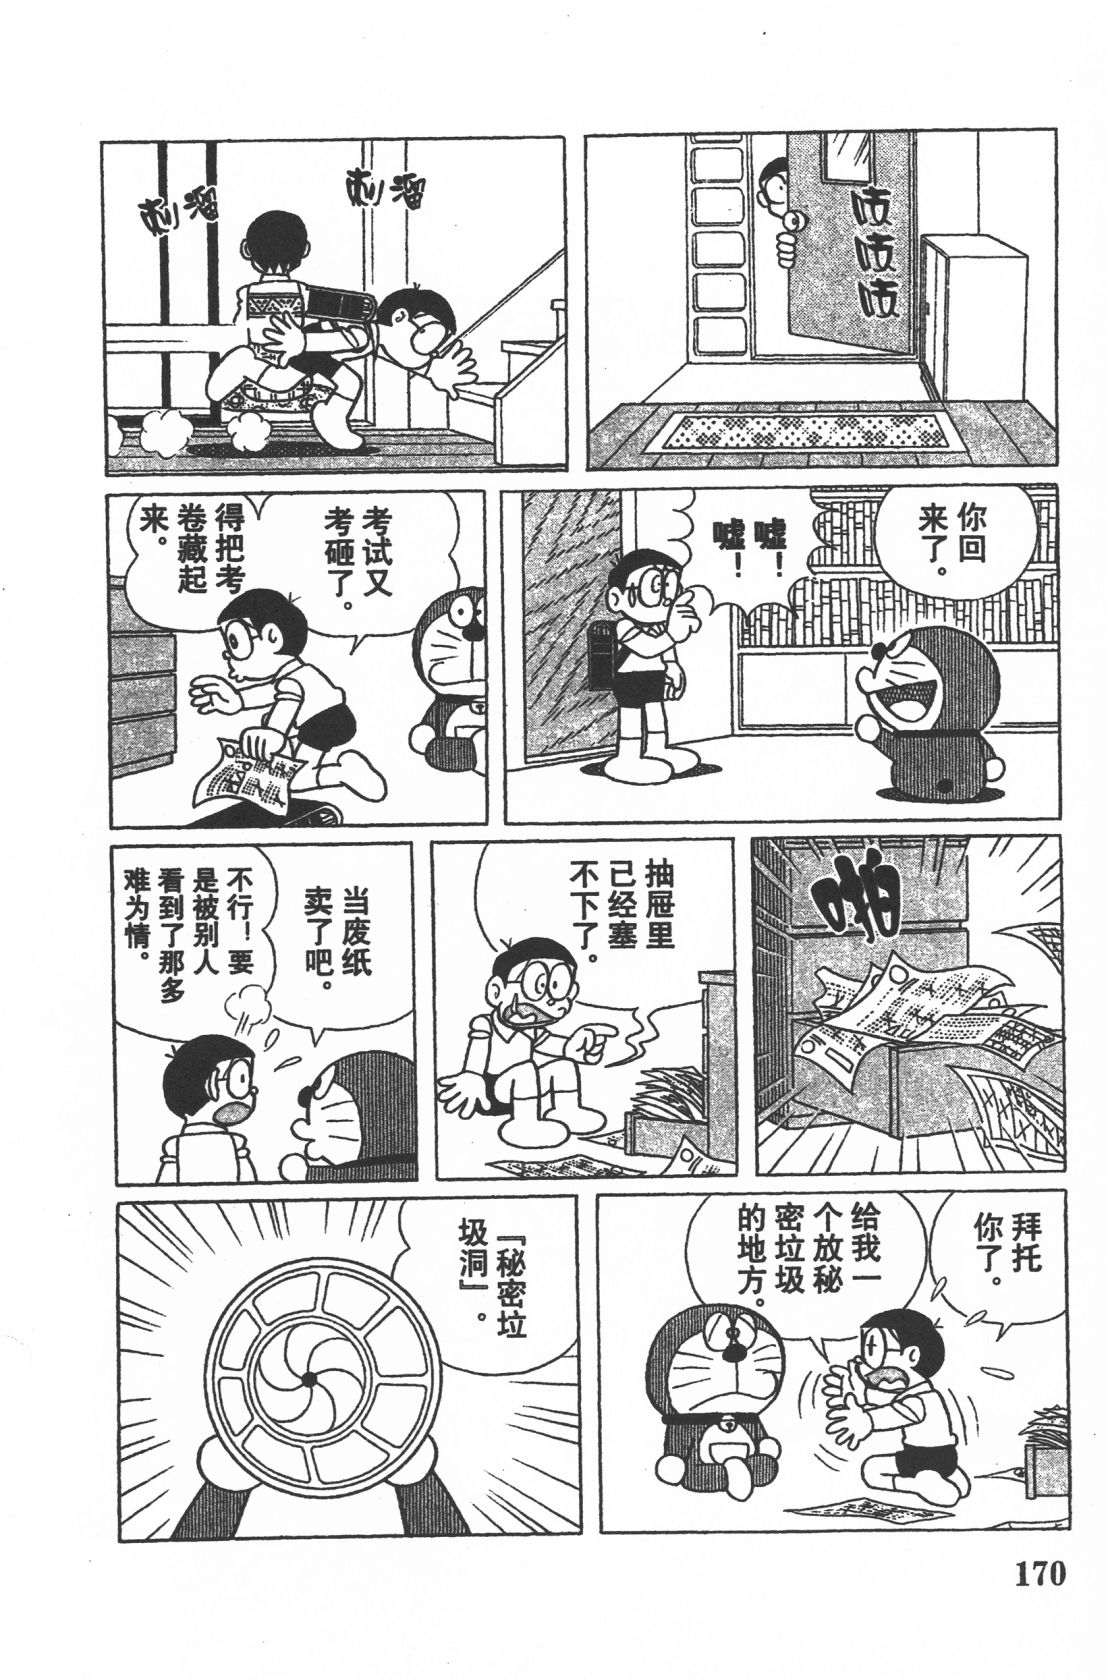 吱
吱
吱
刺溜
刺溜
你回
来了。
嘘！
嘘！
考试又
考砸了。
得把考
卷藏起
来。
啪
抽屉里
已经塞
不下了。
当废纸
卖了吧。
不行！要
是被别人
看到了那多
难为情。
拜托
你了。
给我一
个放秘
密垃圾
的地方。
『秘密垃
圾洞』。
170